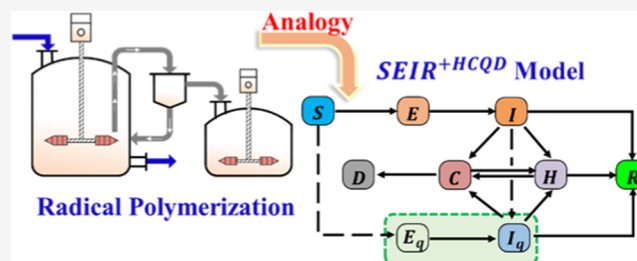 Analogy
SEIR+HCQD Model
S E I
D C H R
Radical Polymerization
Eq Iq